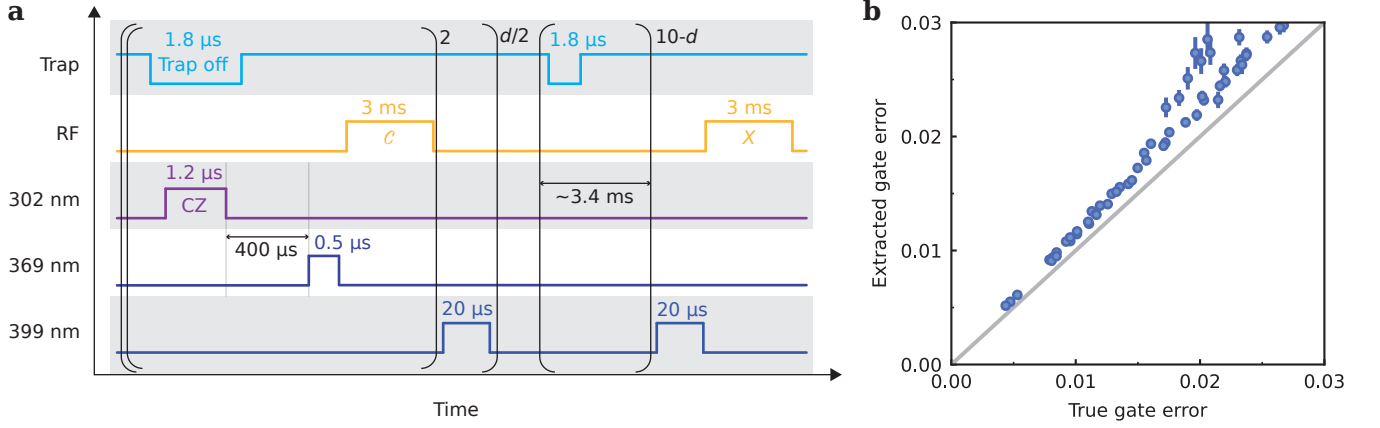 a
1.8 µs
Trap off
2
d/2
1.8 µs
10-d
Trap
3 ms
C
3 ms
X
RF
1.2 µs
CZ
302 nm
~3.4 ms
400 µs
0.5 µs
369 nm
20 µs
20 µs
399 nm
Time
b
0.03
0.02
0.01
0.00
Extracted gate error
0.00
0.01
0.02
0.03
True gate error